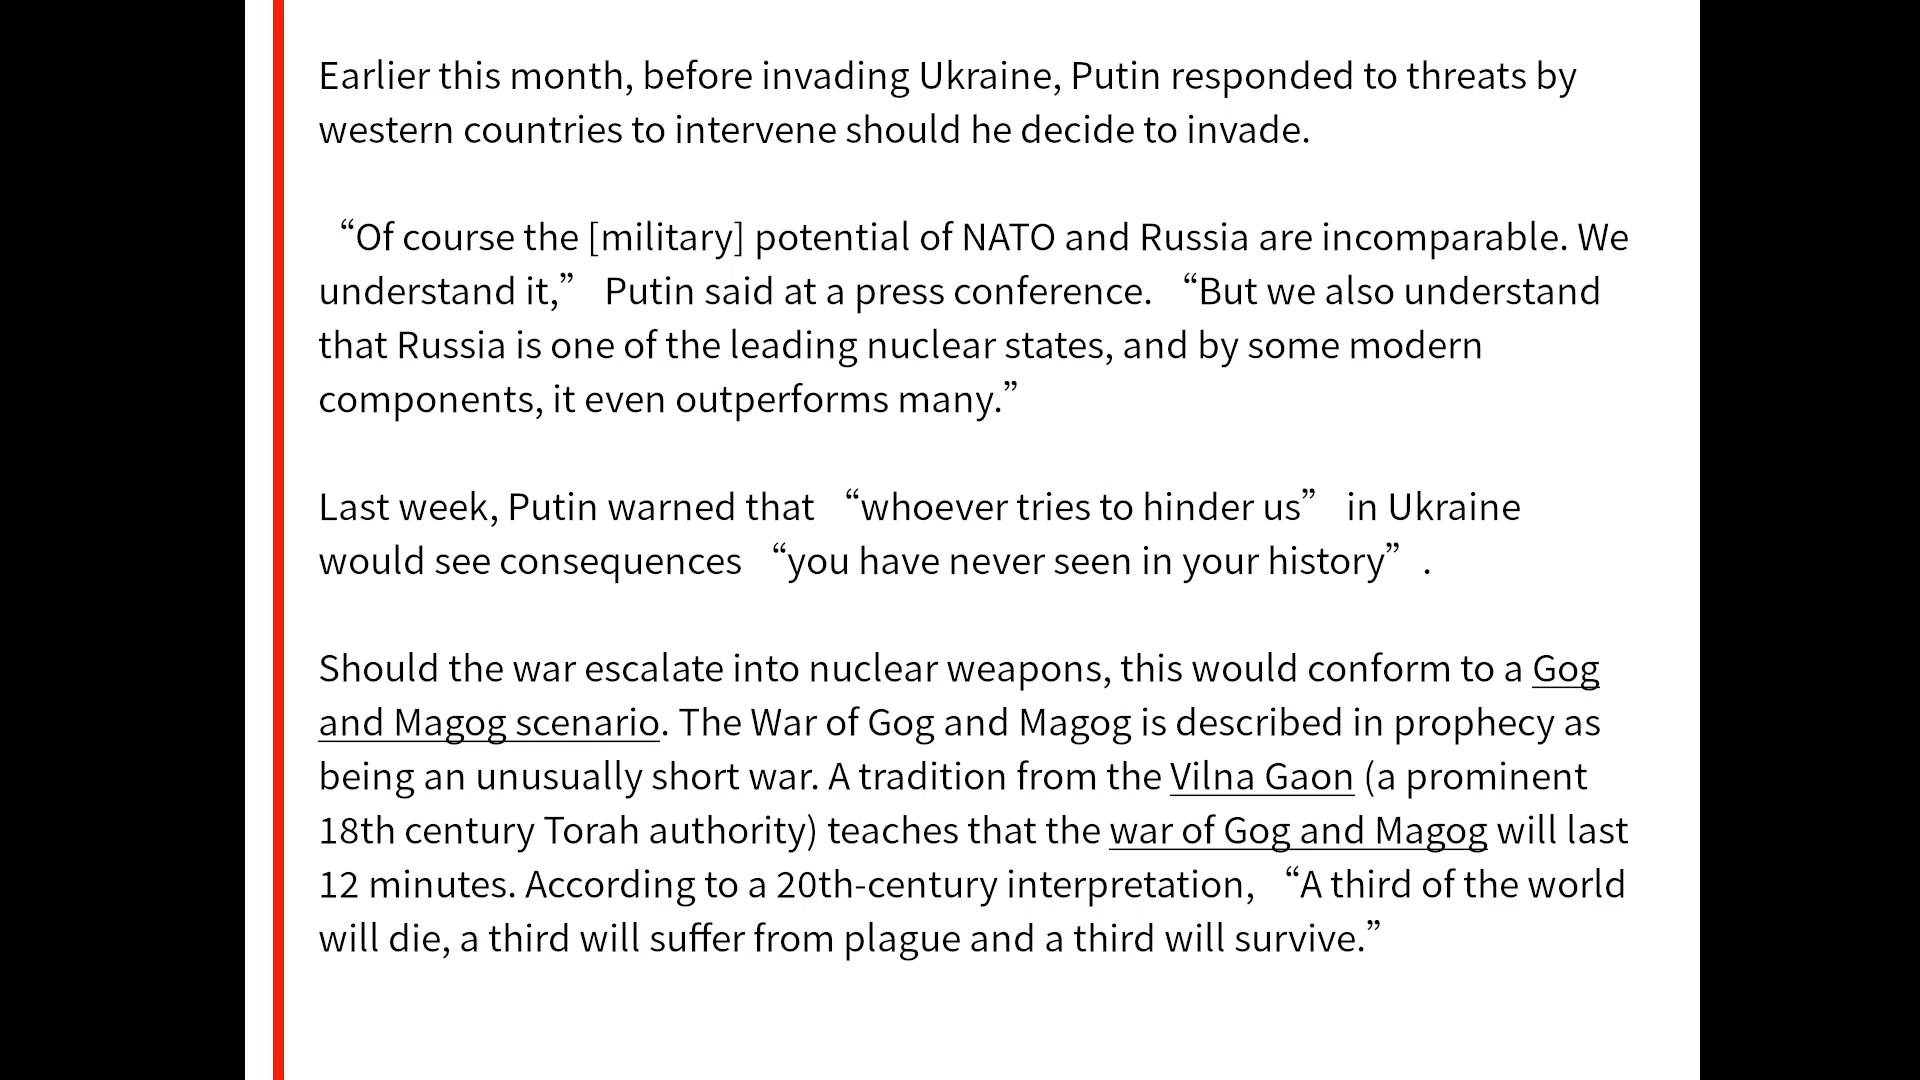 Earlier this month, before invading Ukraine, Putin responded to threats by
western countries to intervene should he decide to invade.
“Of course the [military] potential of NATO and Russia are incomparable. We
understand it,” Putin said at a press conference. “But we also understand
that Russia is one of the leading nuclear states, and by some modern
components, it even outperforms many.”
Last week, Putin warned that “whoever tries to hinder us” in Ukraine
would see consequences “you have never seen in your history” .
Should the war escalate into nuclear weapons, this would conform to a Gog
and Magog scenario. The War of Gog and Magog is described in prophecy as
being an unusually short war. A tradition from the Vilna Gaon (a prominent
18th century Torah authority) teaches that the war of Gog and Magog will last
12 minutes. According to a 20th-century interpretation, “A third of the world
will die, a third will suffer from plague and a third will survive.”